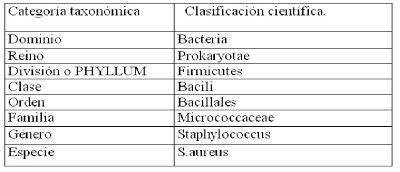 Categoría taxonómica Clasificación científica.
Dominio Bacteria
Reino Prokaryotae
División o PHYLLUM Firmicutes
Clase Bacili
Orden Bacillales
Familia Micrococcaceae
Género Staphylococcus
Especie S.aureus